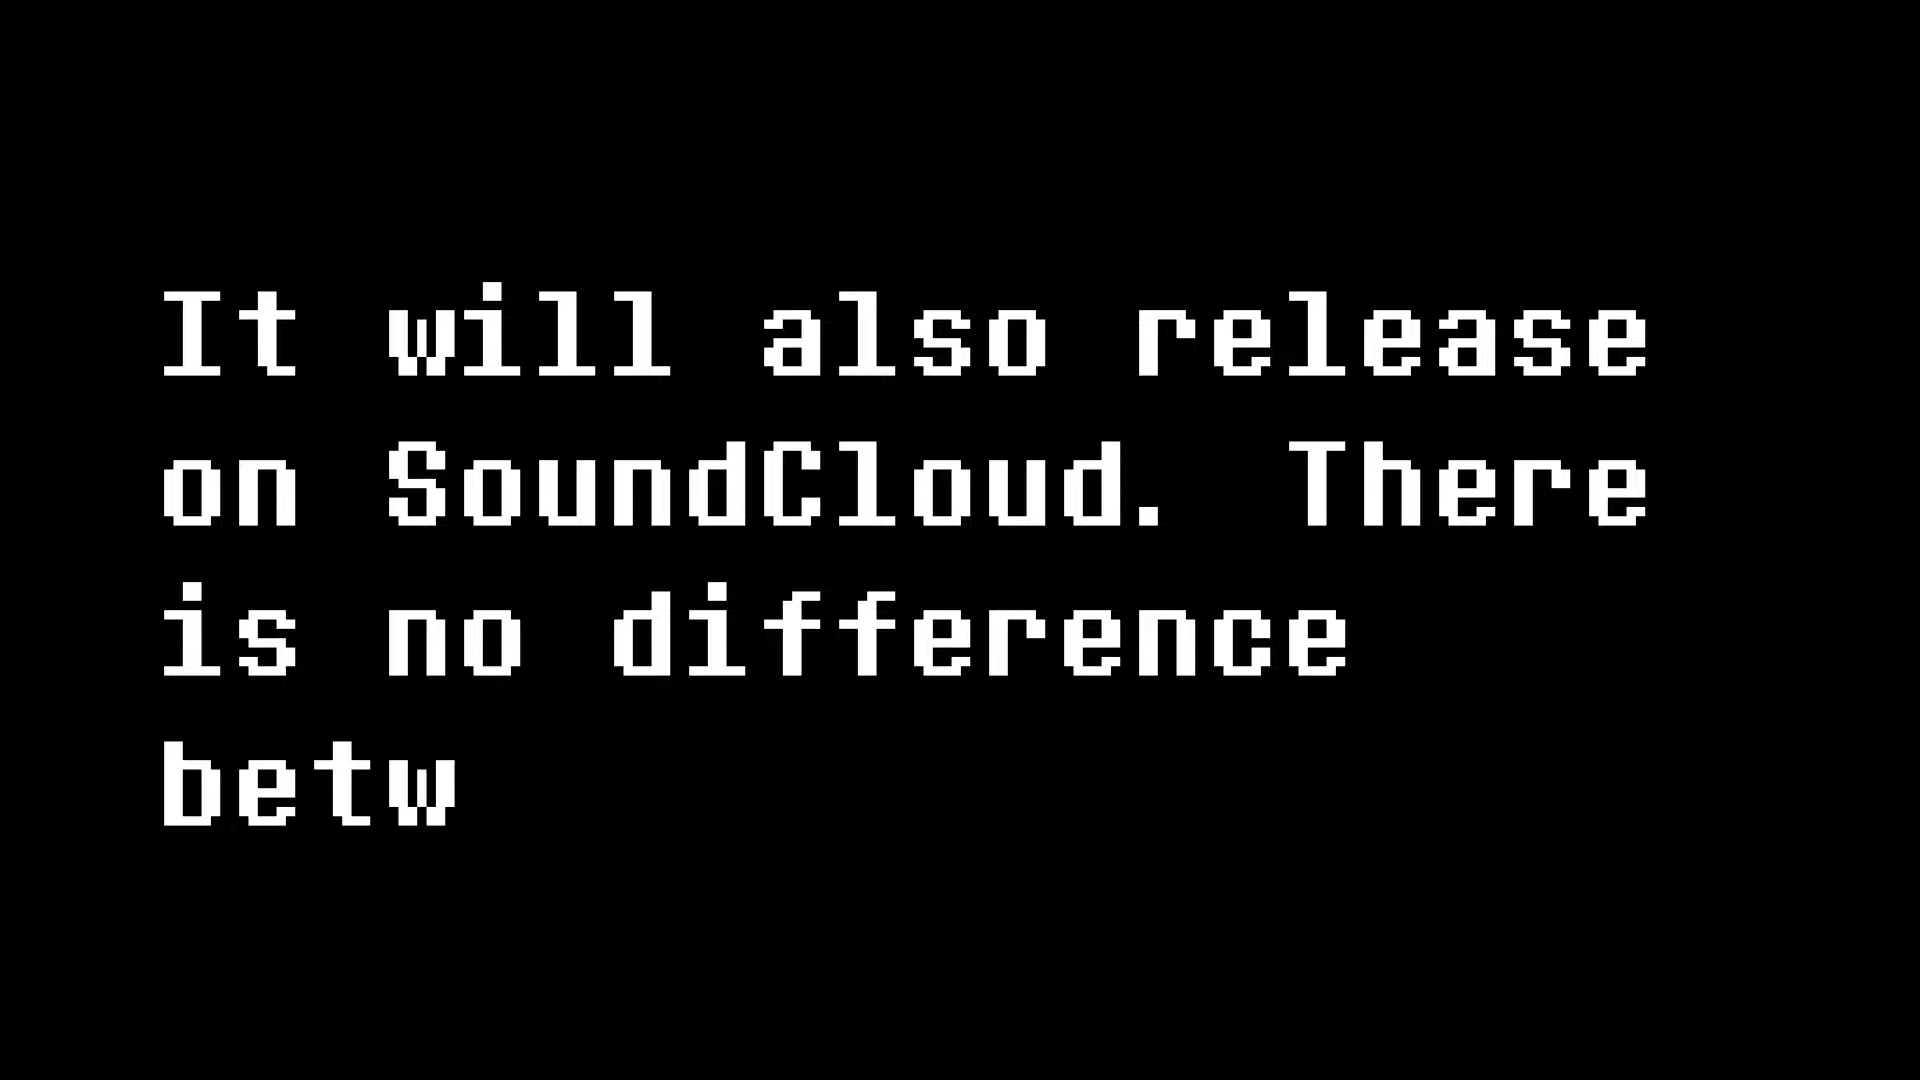 It will also release
on SoundCloud. There
is no difference
betw